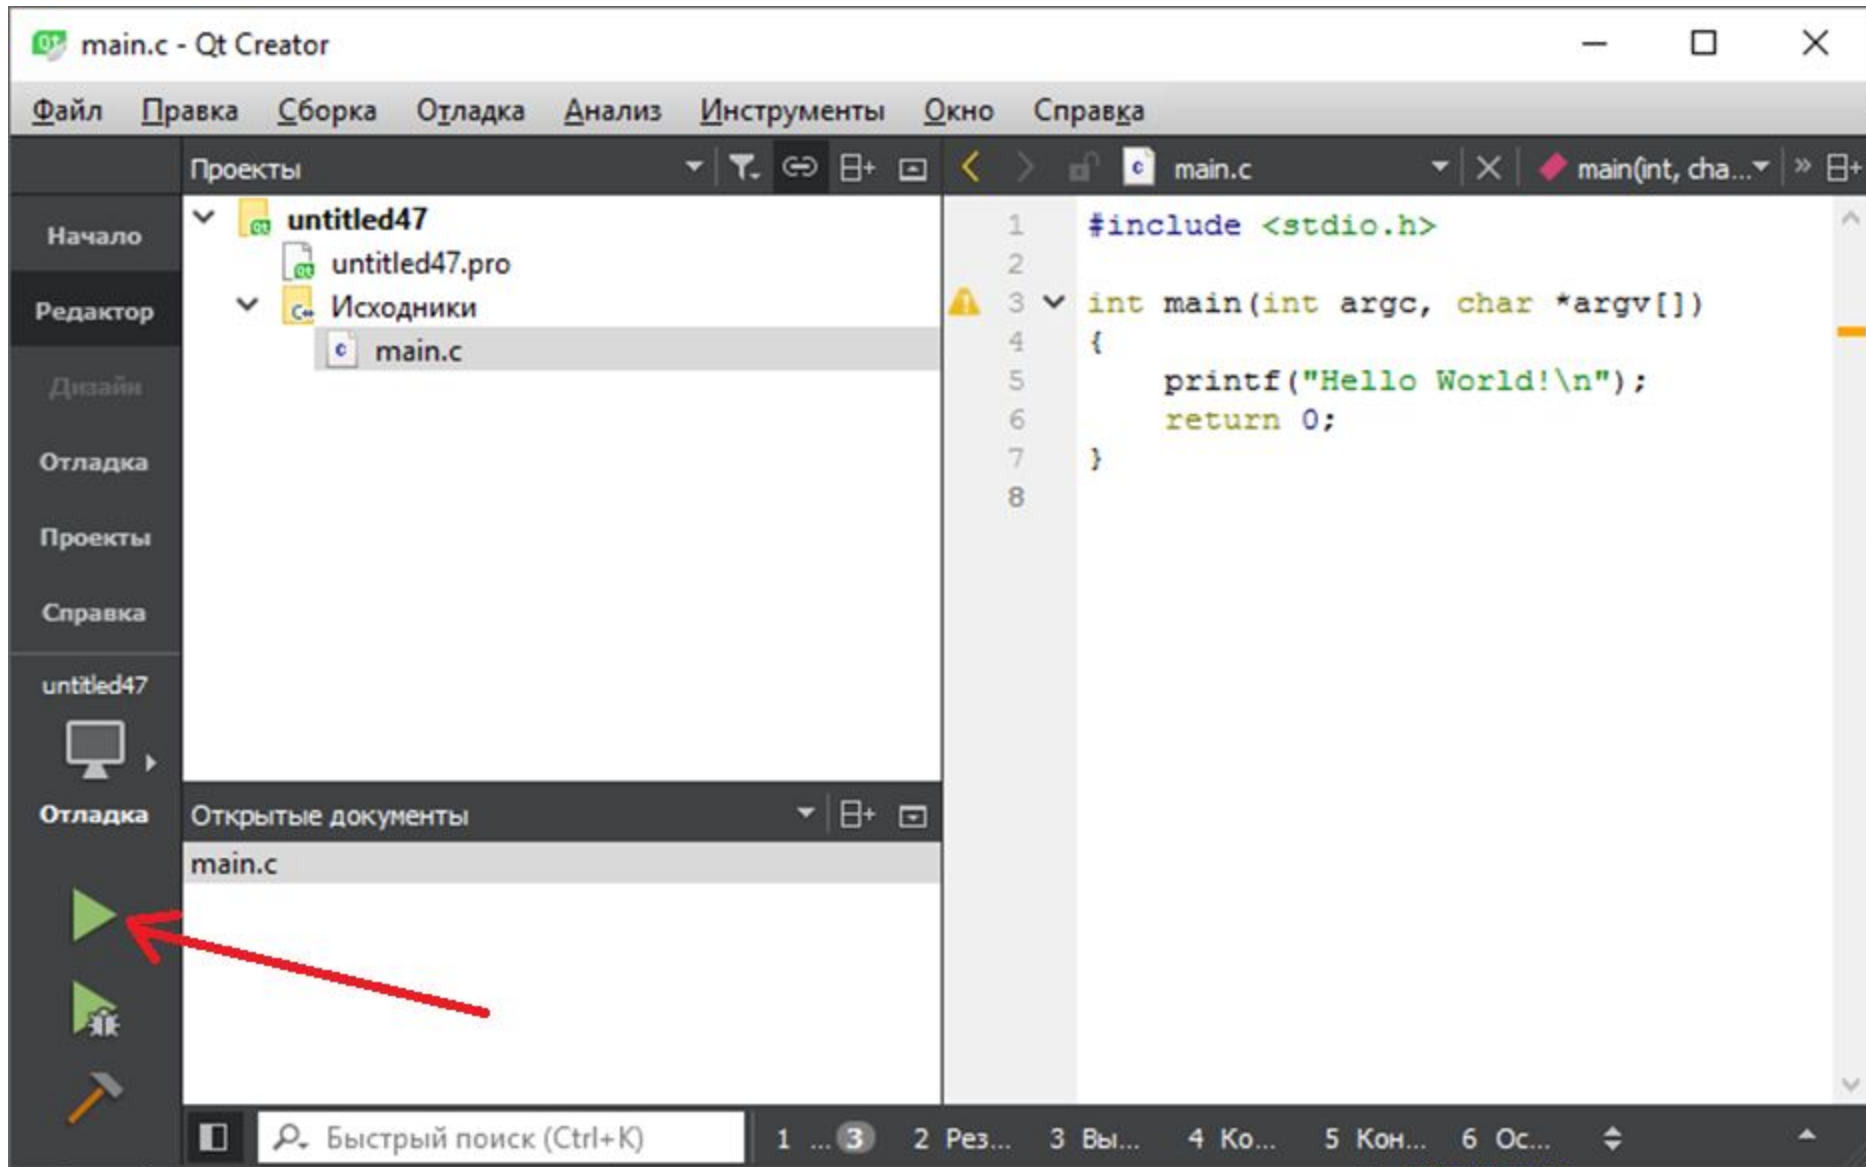 main.c - Qt Creator
Файл Правка Сборка Отладка Анализ Инструменты Окно Справка
Проекты
main.c
main(int, cha...
Начало
Редактор
Дизайн
Отладка
Проекты
Справка
untitled47
Отладка
untitled47
untitled47.pro
Исходники
main.c
Открытые документы
main.c
1 #include <stdio.h>
2
3 int main(int argc, char *argv[])
4 {
5 printf("Hello World!\n");
6 return 0;
7 }
8
Быстрый поиск (Ctrl+K)
1 ... 3 2 Рез... 3 Вы... 4 Ко... 5 Кон... 6 Ос...